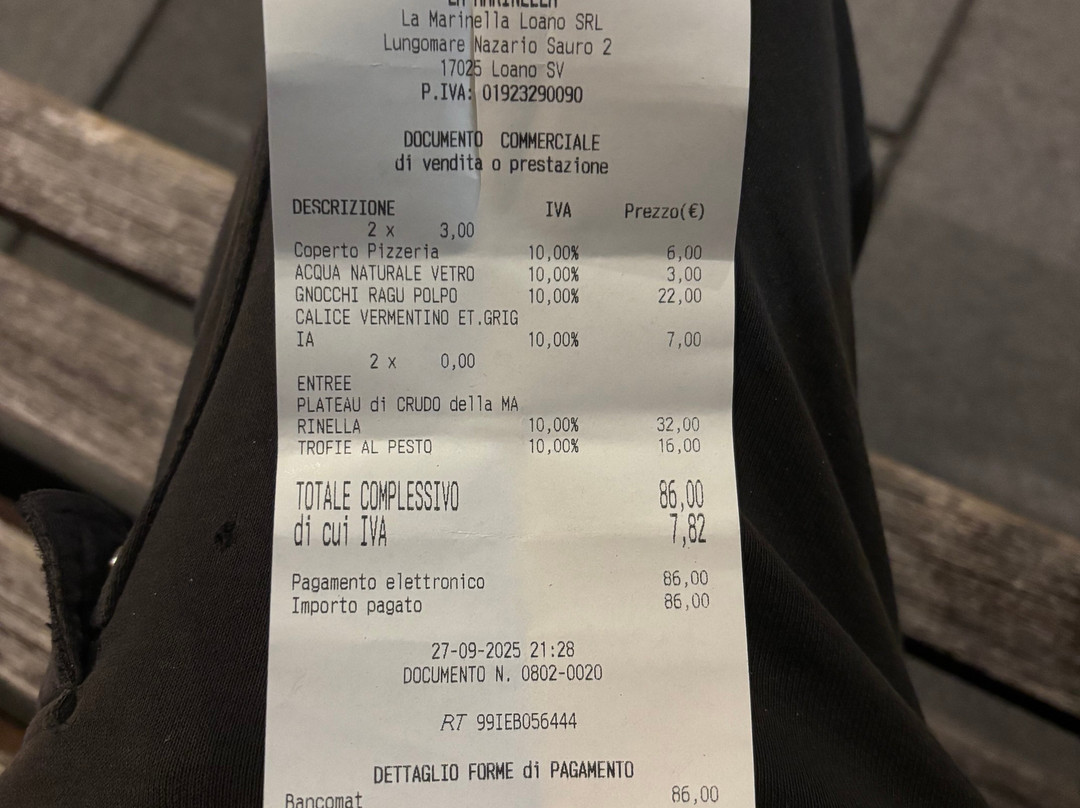 LA MARINELLA
La Marinella Loano SRL
Lungomare Nazario Sauro 2
17025 Loano SV
P.IVA: 01923290090
DOCUMENTO COMMERCIALE
di vendita o prestazione
DESCRIZIONE IVA Prezzo(€)
2 x 3,00
Coperto Pizzeria 10,00% 6,00
ACQUA NATURALE VETRO 10,00% 3,00
GNOCCHI RAGU POLPO 10,00% 22,00
CALICE VERMENTINO ET.GRIG
IA 10,00% 7,00
2 x 0,00
ENTREE
PLATEAU di CRUDO della MA
RINELLA 10,00% 32,00
TROFIE AL PESTO 10,00% 16,00
TOTALE COMPLESSIVO 86,00
di cui IVA 7,82
Pagamento elettronico 86,00
Importo pagato 86,00
27-09-2025 21:28
DOCUMENTO N. 0802-0020
RT 99IEB056444
DETTAGLIO FORME di PAGAMENTO
Bancomat 86,00